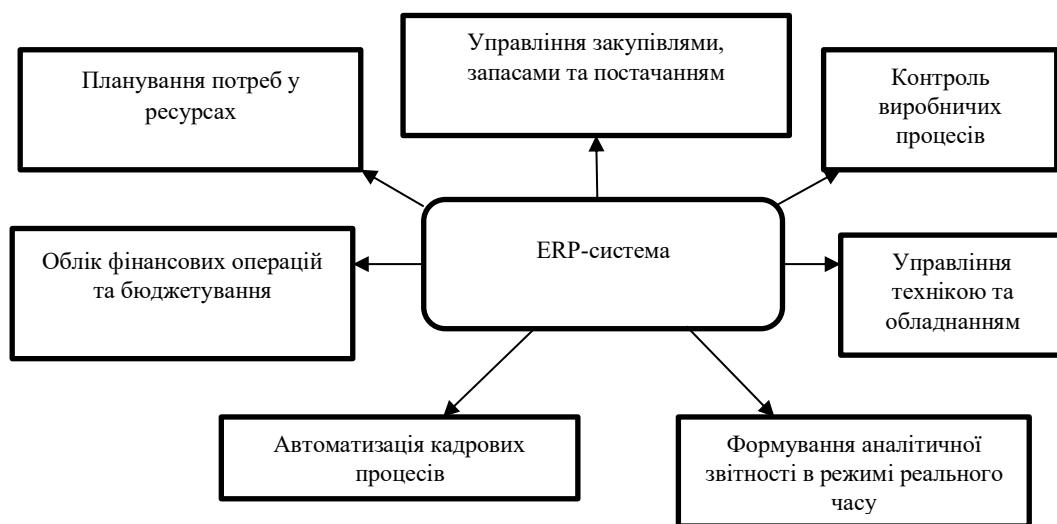 Планування потреб у
ресурсах
Управління закупівлями,
запасами та постачанням
Контроль
виробничих
процесів
Облік фінансових операцій
та бюджетування
ERP-система
Управління
технікою та
обладнанням
Автоматизація кадрових
процесів
Формування аналітичної
звітності в режимі реального
часу